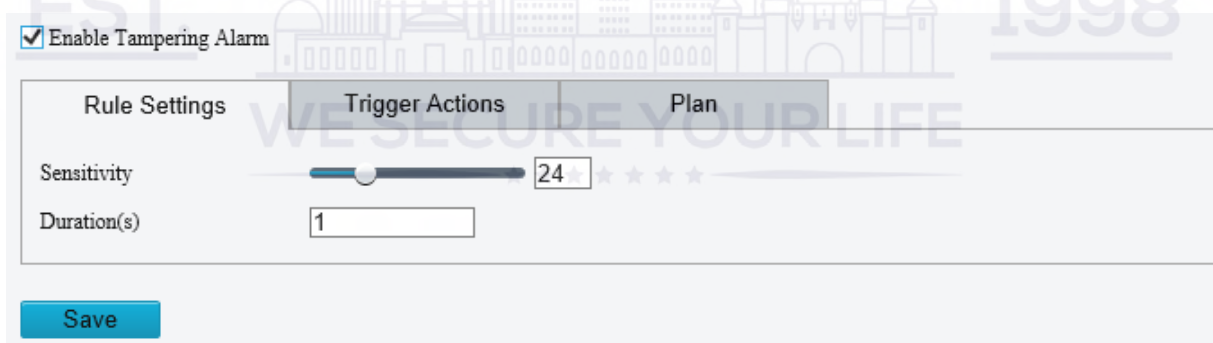 EST.
1998
Enable Tampering Alarm
Rule Settings
Trigger Actions
Plan
WE SECURE YOUR LIFE
Sensitivity
24
Duration(s)
1
Save